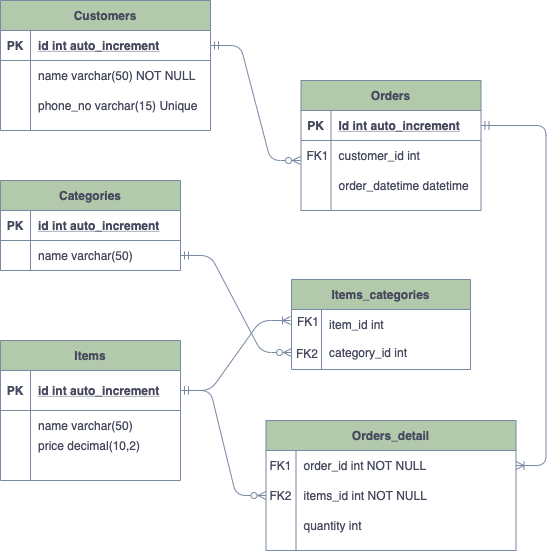 Customers
PK id int auto_increment
name varchar(50) NOT NULL
phone_no varchar(15) Unique
Orders
PK Id int auto_increment
FK1 customer_id int
order_datetime datetime
Categories
PK id int auto_increment
name varchar(50)
Items_categories
FK1 item_id int
FK2 category_id int
Items
PK id int auto_increment
name varchar(50)
price decimal(10,2)
Orders_detail
FK1 order_id int NOT NULL
FK2 items_id int NOT NULL
quantity int